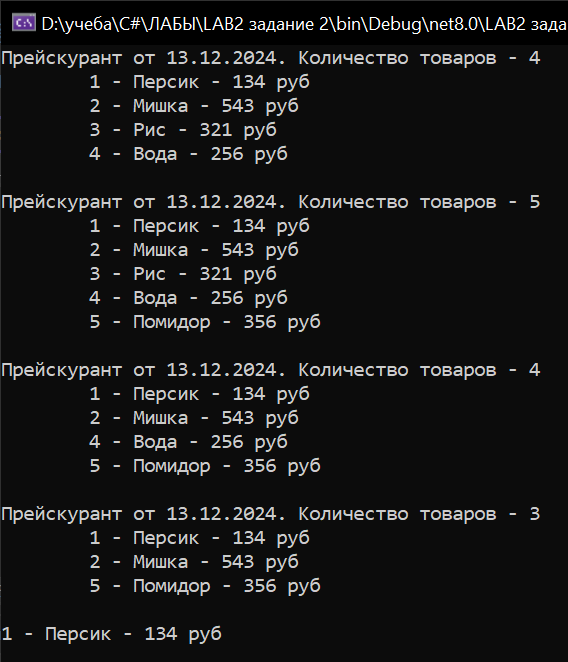 D:\учеба\C#\ЛАБЫ\LAB2 задание 2\bin\Debug\net8.0\LAB2 зада
Прейскурант от 13.12.2024. Количество товаров - 4
1 - Персик - 134 руб
2 - Мишка - 543 руб
3 - Рис - 321 руб
4 - Вода - 256 руб
Прейскурант от 13.12.2024. Количество товаров - 5
1 - Персик - 134 руб
2 - Мишка - 543 руб
3 - Рис - 321 руб
4 - Вода - 256 руб
5 - Помидор - 356 руб
Прейскурант от 13.12.2024. Количество товаров - 4
1 - Персик - 134 руб
2 - Мишка - 543 руб
4 - Вода - 256 руб
5 - Помидор - 356 руб
Прейскурант от 13.12.2024. Количество товаров - 3
1 - Персик - 134 руб
2 - Мишка - 543 руб
5 - Помидор - 356 руб
1 - Персик - 134 руб